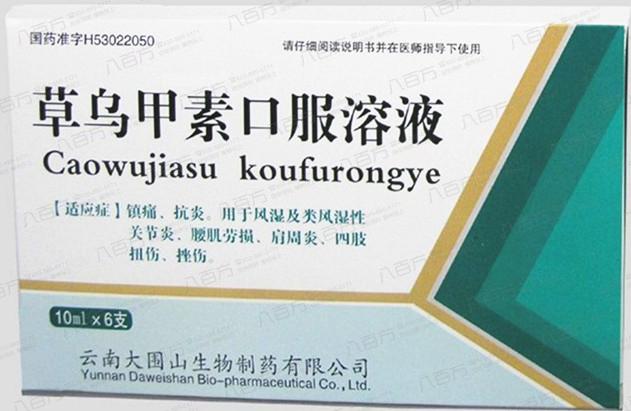 国药准字H53022050
请仔细阅读说明书并在医师指导下使用
草乌甲素口服溶液
Caowujiasu koufurongye
【适应症】镇痛、抗炎。用于风湿及类风湿性
关节炎、腰肌劳损、肩周炎、四肢
扭伤、挫伤。
10ml x 6支
云南大围山生物制药有限公司
Yunnan Daweishan Bio-pharmaceutical Co., Ltd.
八百方